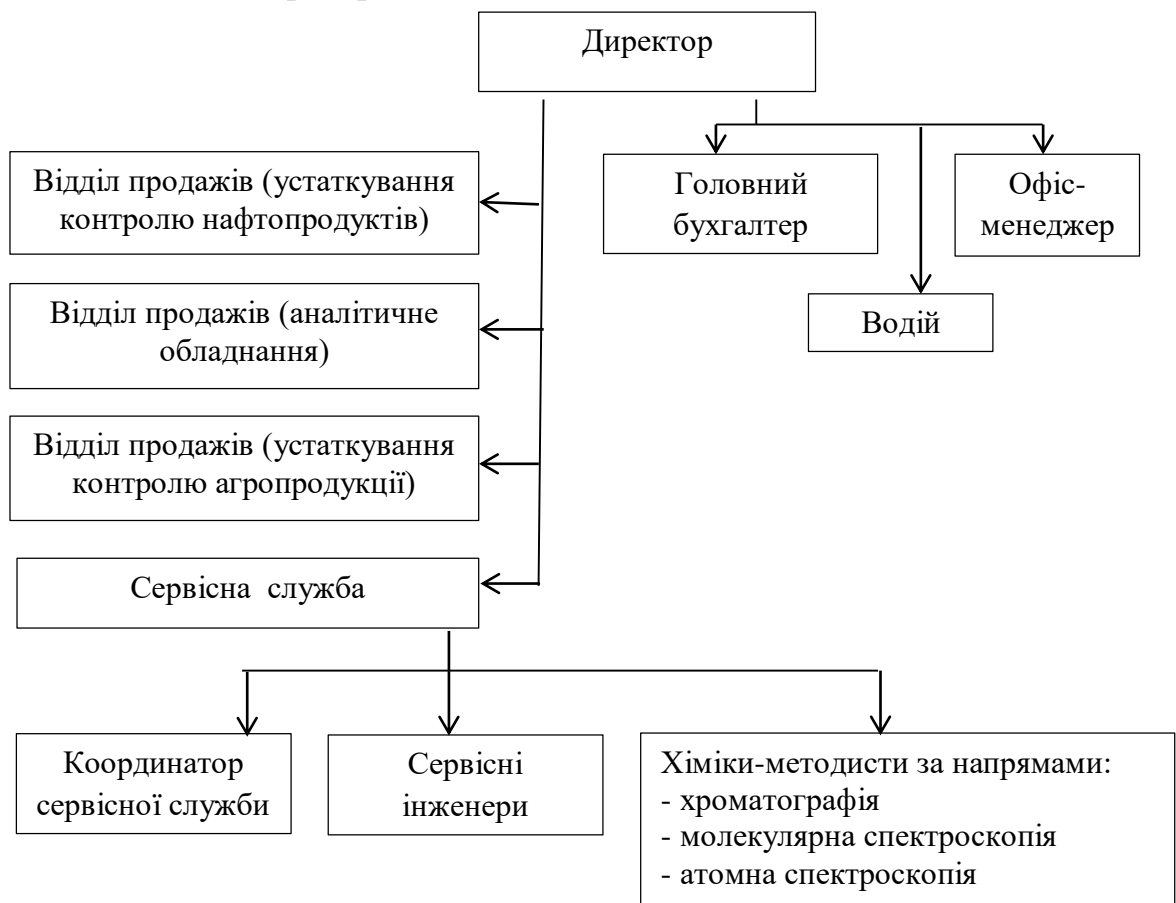 Директор
Відділ продажів (устаткування
контролю нафтопродуктів)
Головний
бухгалтер
Офіс-
менеджер
Відділ продажів (аналітичне
обладнання)
Водій
Відділ продажів (устаткування
контролю агропродукції)
Сервісна служба
Координатор
сервісної служби
Сервісні
інженери
Хіміки-методисти за напрямами:
- хроматографія
- молекулярна спектроскопія
- атомна спектроскопія